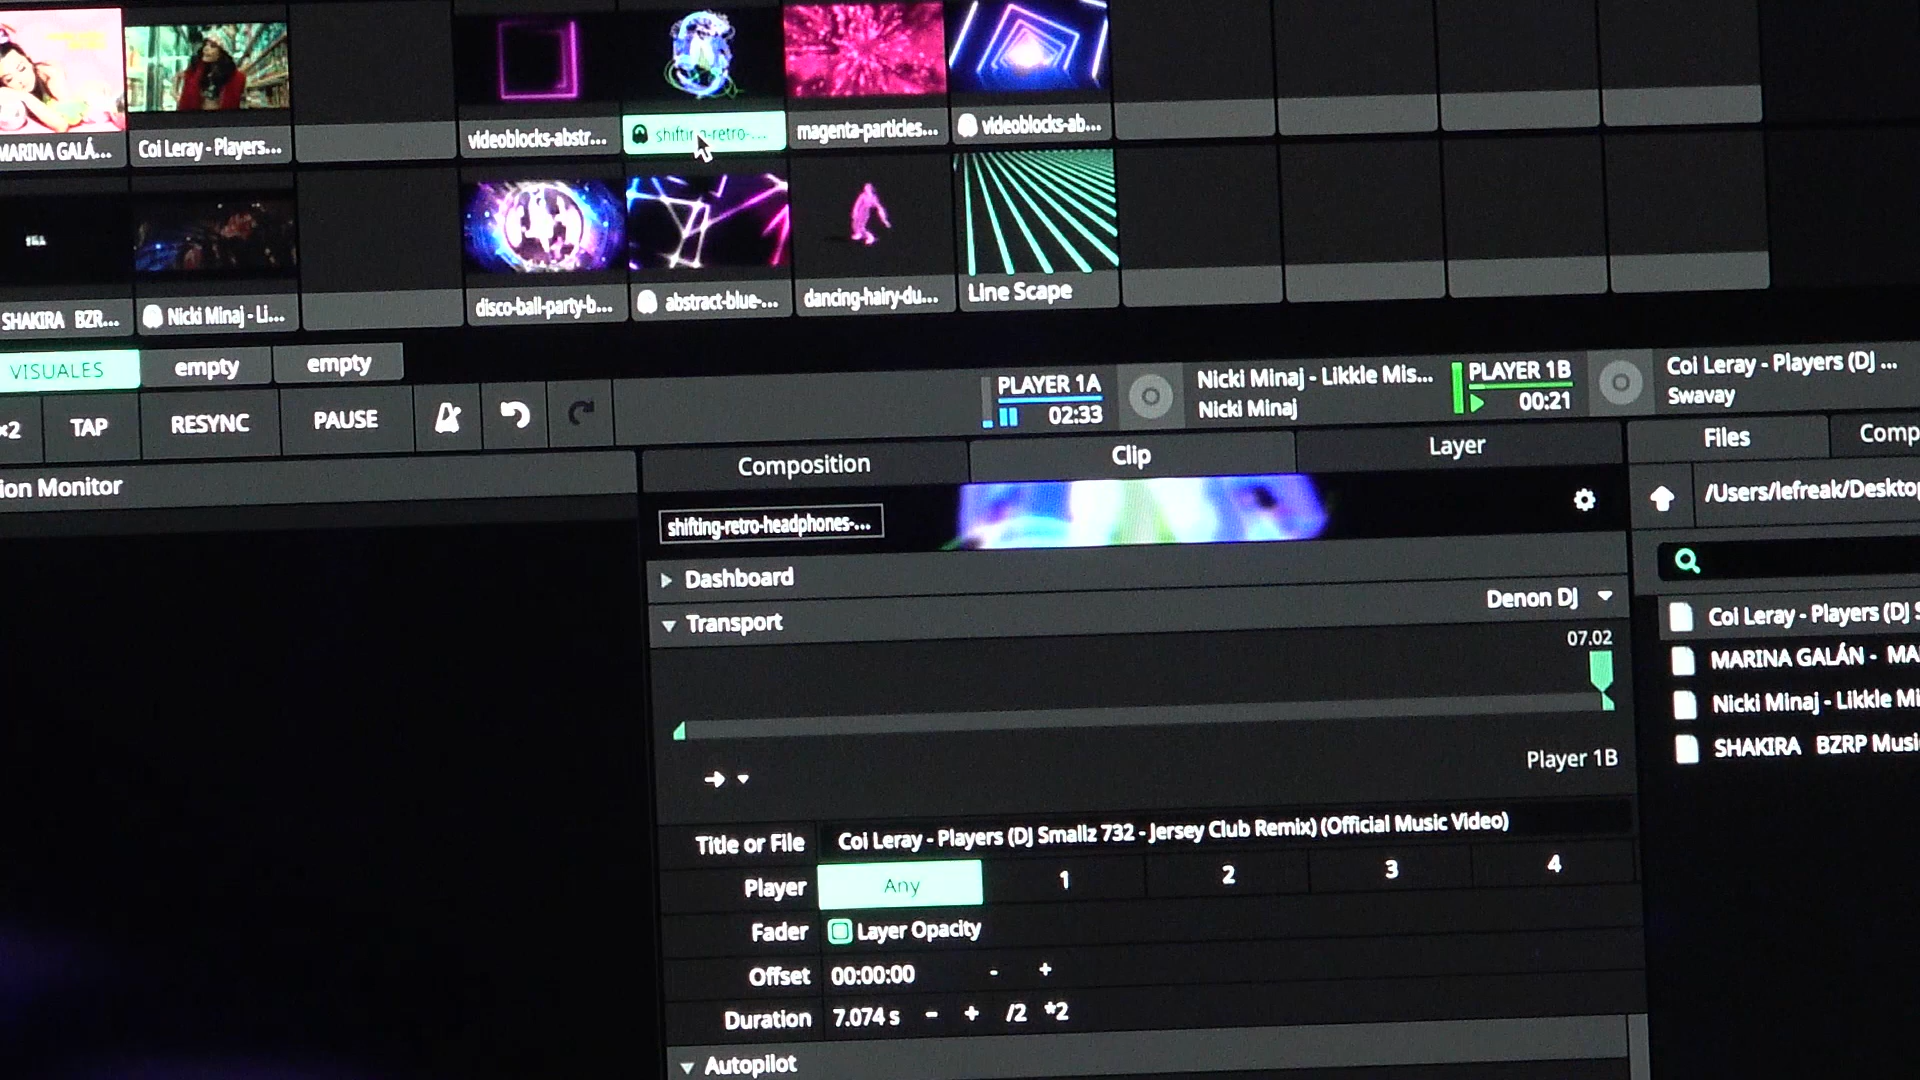 MARINA GALÁ...
Coi Leray - Players...
videoblocks-abstr...
shifting-retro-...
magenta-particles...
videoblocks-ab...
SHAKIRA BZR...
Nicki Minaj - Li...
disco-ball-party-b...
abstract-blue-...
dancing-hairy-du...
Line Scape
VISUALES
empty
empty
×2
TAP
RESYNC
PAUSE
PLAYER 1A
02:33
Nicki Minaj - Likkle Mis...
Nicki Minaj
PLAYER 1B
00:21
Coi Leray - Players (DJ ...
Swavay
ion Monitor
Composition
Clip
Layer
Files
Comp
shifting-retro-headphones-...
/Users/lefreak/Deskto
Dashboard
Transport
Denon DJ
07.02
Player 1B
Coi Leray - Players (DJ S
MARINA GALÁN - MA
Nicki Minaj - Likkle Mi
SHAKIRA BZRP Musi
Title or File
Coi Leray - Players (DJ Smallz 732 - Jersey Club Remix) (Official Music Video)
Player
Any
1
2
3
4
Fader
Layer Opacity
Offset
00:00:00
-
+
Duration
7.074 s
-
+
/2
*2
Autopilot